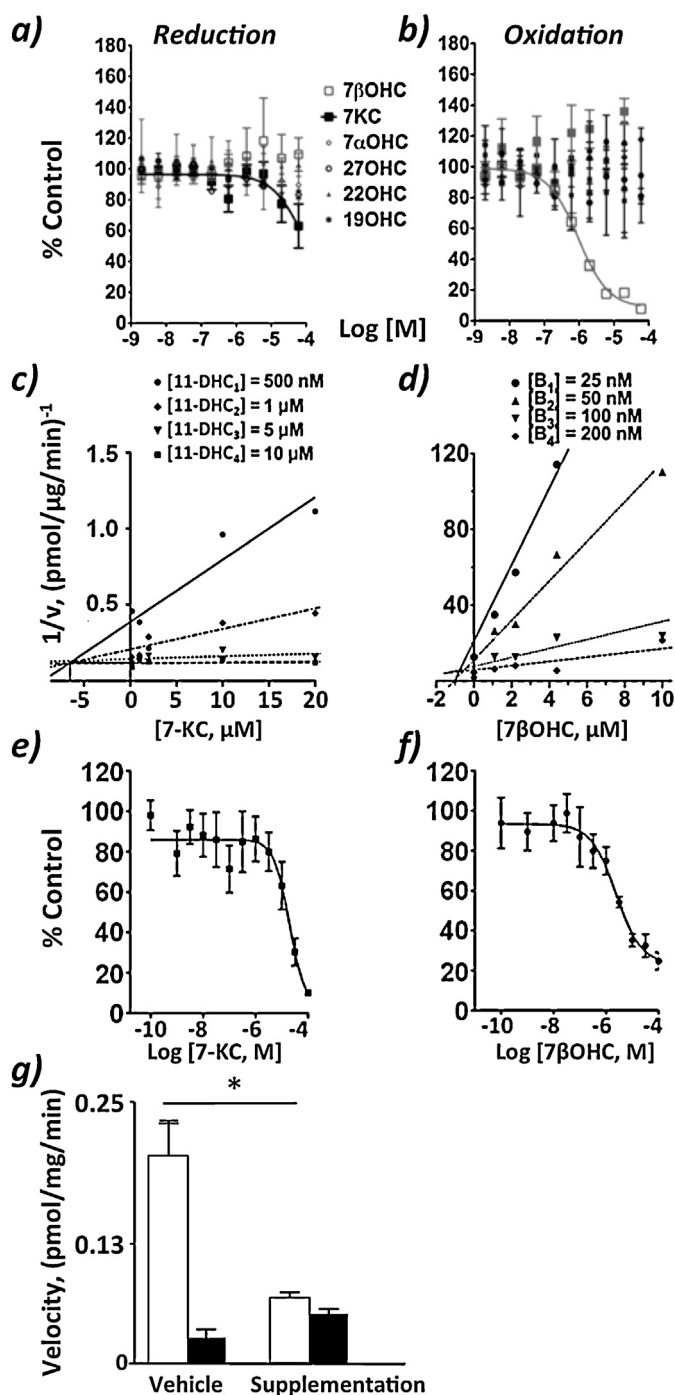 a) Reduction
b) Oxidation
180
160
140
120
100
80
60
40
20
0
-9 -8 -7 -6 -5 -4
% Control
7βOHC
7KC
7αOHC
27OHC
22OHC
19OHC
Log [M]
180
160
140
120
100
80
60
40
20
0
-9 -8 -7 -6 -5 -4
c)
[11-DHC1] = 500 nM
[11-DHC2] = 1 µM
[11-DHC3] = 5 µM
[11-DHC4] = 10 µM
1.5
1.0
0.5
0 5 10 15 20
1/v, (pmol/µg/min)-1
[7-KC, µM]
d)
[B1] = 25 nM
[B2] = 50 nM
[B3] = 100 nM
[B4] = 200 nM
120
80
40
-2 0 2 4 6 8 10
[7βOHC, µM]
e)
120
100
80
60
40
20
0
-10 -8 -6 -4
% Control
Log [7-KC, M]
f)
120
100
80
60
40
20
0
-10 -8 -6 -4
Log [7βOHC, M]
g)
*
0.25
0.13
0
Velocity, (pmol/mg/min)
Vehicle Supplementation